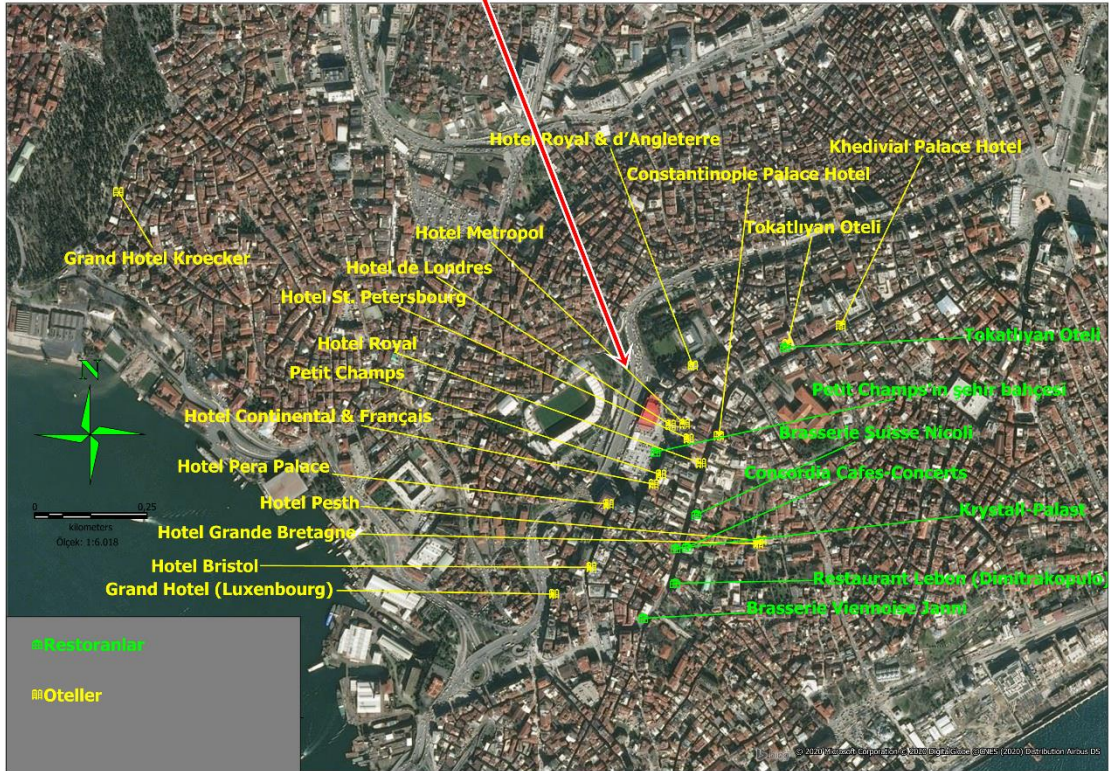 Hotel Royal & d’Angleterre
Khedivial Palace Hotel
Constantinople Palace Hotel
Tokatlıyan Oteli
Hotel Metropol
Grand Hotel Kroecker
Hotel de Londres
Hotel St. Petersbourg
Hotel Royal
Tokatlıyan Oteli
Petit Champs
N
Petit Champs'ın şehir bahçesi
Hotel Continental & Français
Brasserie Suisse Nicoli
Hotel Pera Palace
Concordia Cafes-Concerts
Hotel Pesth
Krystall-Palast
0 0,25
kilometers
Ölçek: 1:6.018
Hotel Grande Bretagne
Hotel Bristol
Restaurant Lebon (Dimitrakopulo)
Grand Hotel (Luxenbourg)
Brasserie Viennoise Janni
Restoranlar
Oteller
© 2020 Microsoft Corporation © 2020 DigitalGlobe ©CNES (2020) Distribution Airbus DS